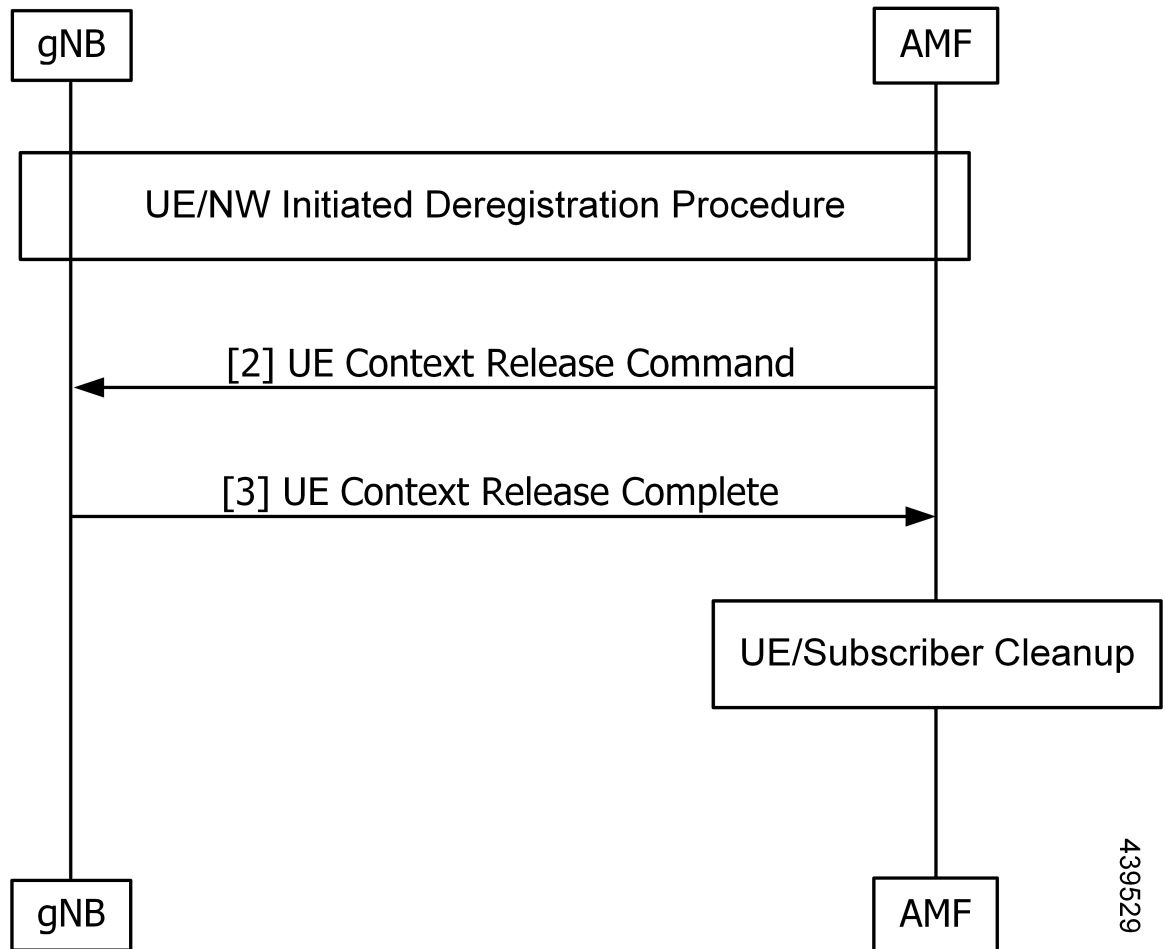 gNB
AMF
UE/NW Initiated Deregistration Procedure
[2] UE Context Release Command
[3] UE Context Release Complete
UE/Subscriber Cleanup
439529
gNB
AMF